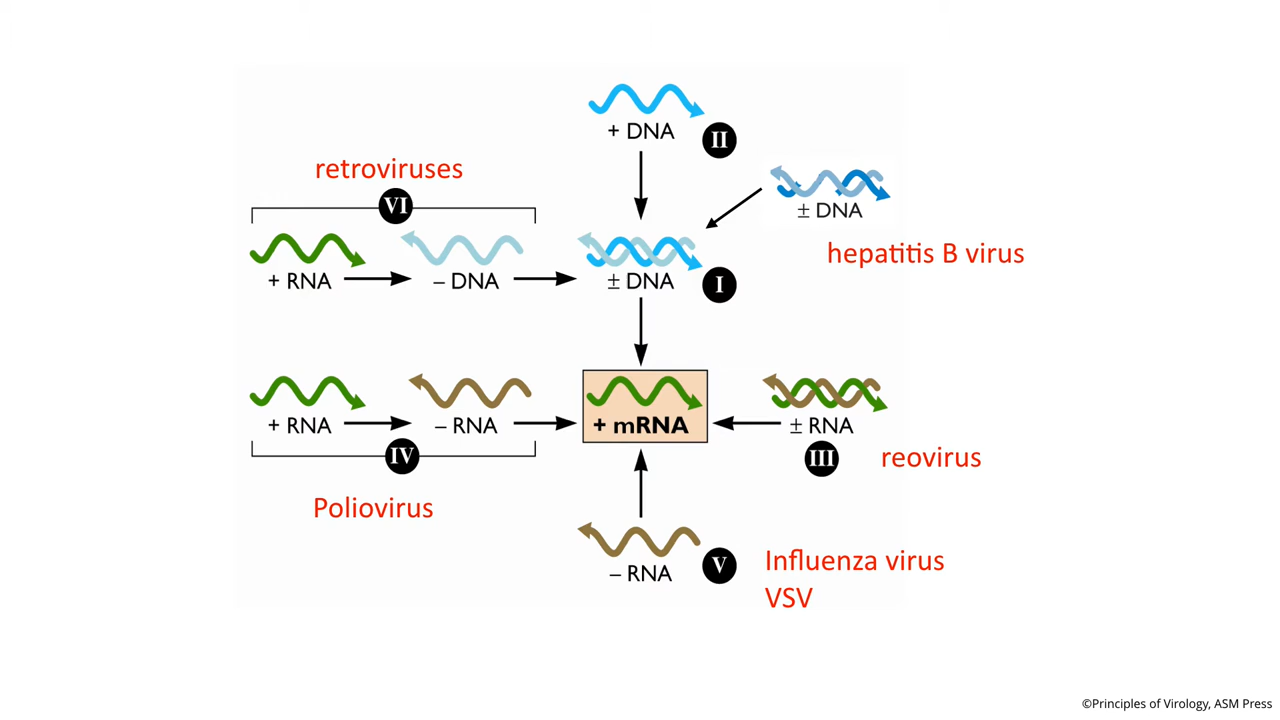 + DNA
II
retroviruses
VI
± DNA
hepatitis B virus
+ RNA
– DNA
± DNA
I
+ RNA
– RNA
+ mRNA
± RNA
IV
III
reovirus
Poliovirus
– RNA
V
Influenza virus
VSV
©Principles of Virology, ASM Press